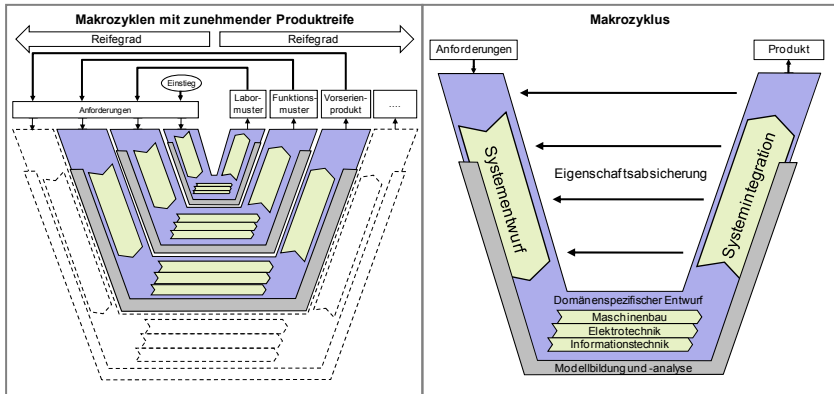 Makrozyklen mit zunehmender Produktreife
Reifegrad
Reifegrad
Einstieg
Anforderungen
Labor-
muster
Funktions-
muster
Vorserien-
produkt
....
Makrozyklus
Anforderungen
Produkt
Systementwurf
Eigenschaftsabsicherung
Systemintegration
Domänenspezifischer Entwurf
Maschinenbau
Elektrotechnik
Informationstechnik
Modellbildung und -analyse